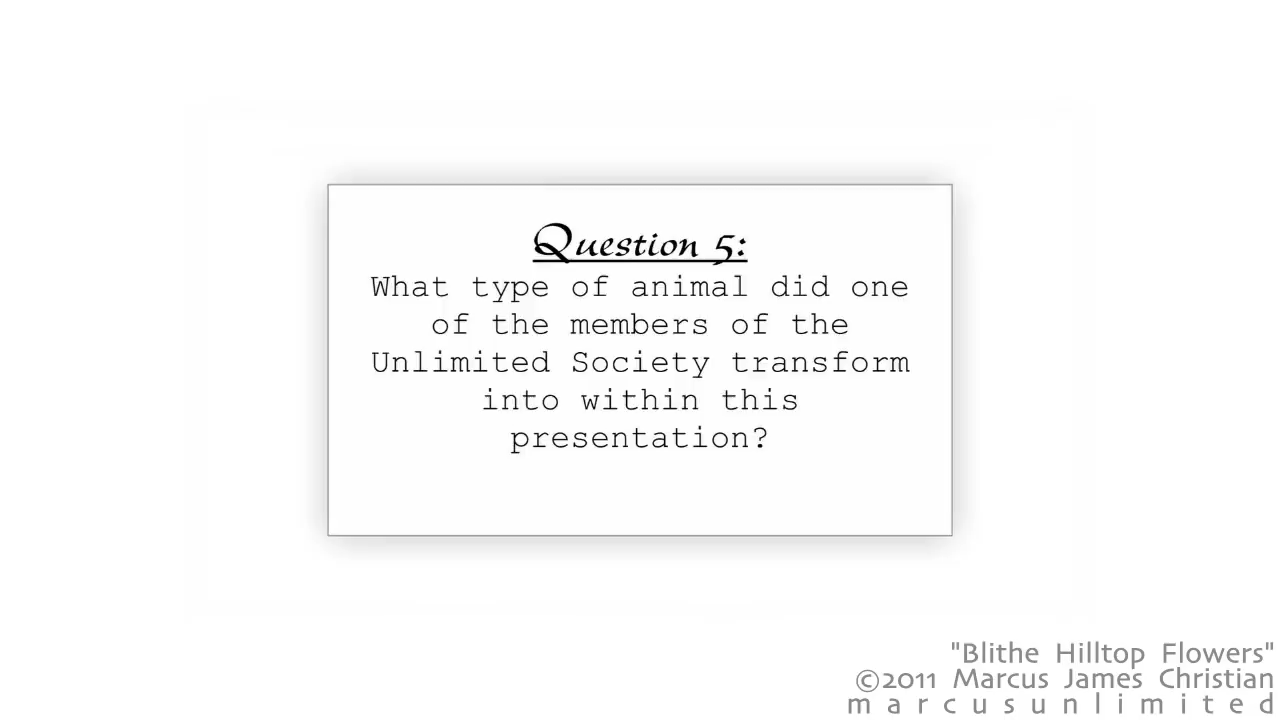 Question 5:
What type of animal did one
of the members of the
Unlimited Society transform
into within this
presentation?
"Blithe Hilltop Flowers"
©2011 Marcus James Christian
marcusunlimited